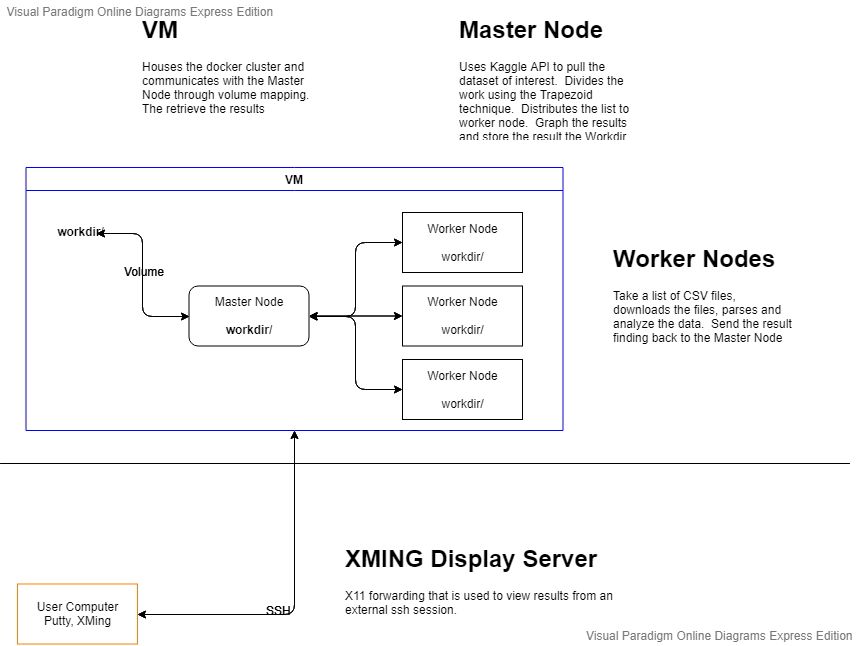 Visual Paradigm Online Diagrams Express Edition
VM
Houses the docker cluster and
communicates with the Master
Node through volume mapping.
The retrieve the results
Master Node
Uses Kaggle API to pull the
dataset of interest.  Divides the
work using the Trapezoid
technique.  Distributes the list to
worker node.  Graph the results
and store the result the Workdir
VM
workdir/
Volume
Master Node
workdir/
Worker Node
workdir/
Worker Node
workdir/
Worker Node
workdir/
Worker Nodes
Take a list of CSV files,
downloads the files, parses and
analyze the data.  Send the result
finding back to the Master Node
XMING Display Server
X11 forwarding that is used to view results from an
external ssh session.
User Computer
Putty, XMing
SSH
Visual Paradigm Online Diagrams Express Edition